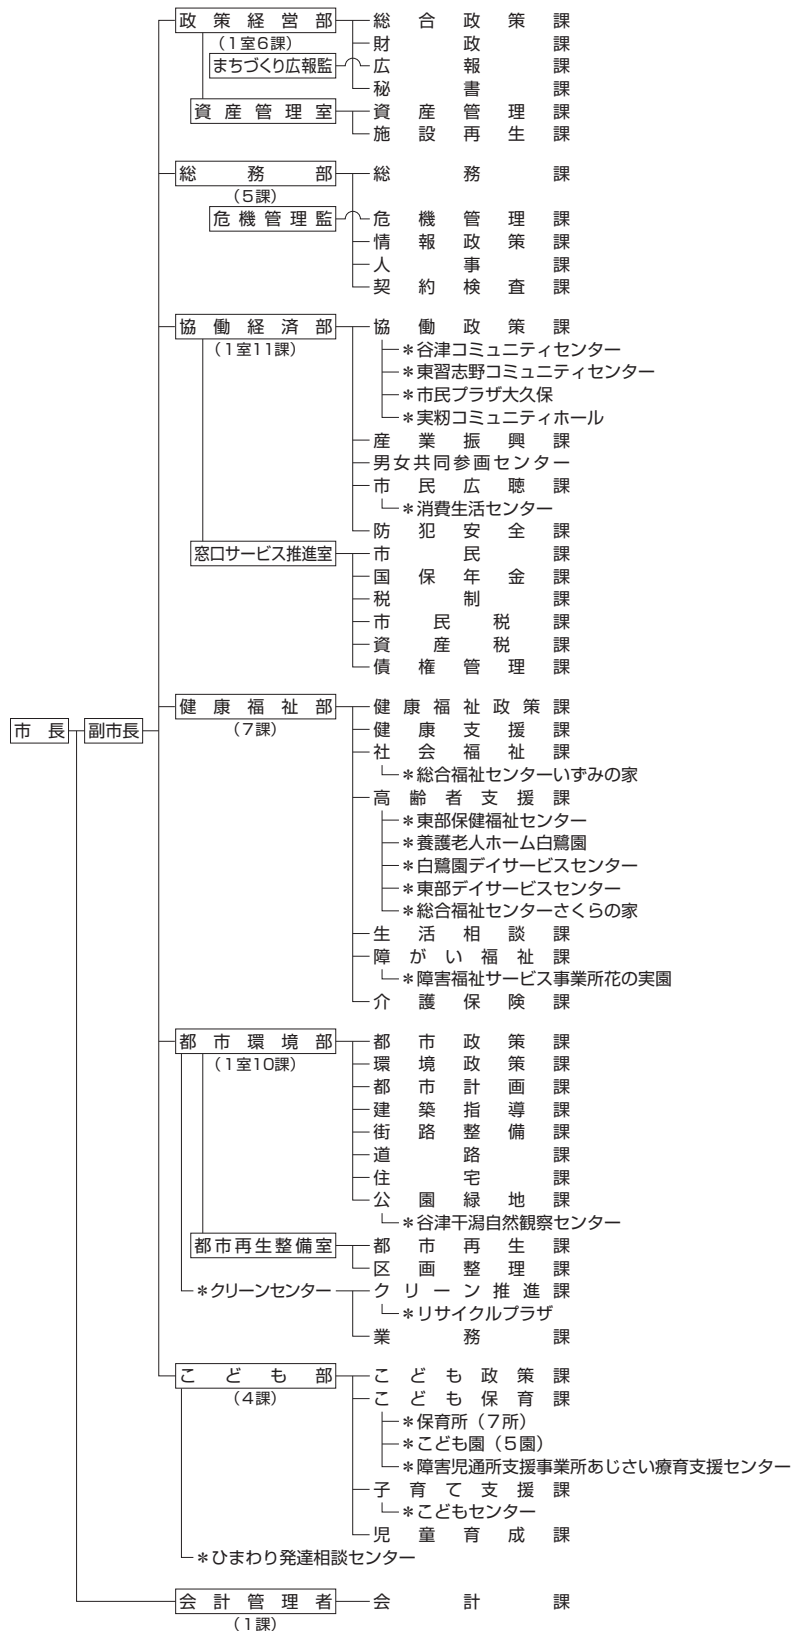 政策経営部 総合政策課
(1室6課) 財政課
まちづくり広報監 広報課
秘書課
資産管理室 資産管理課
施設再生課
総務部 総務課
(5課)
危機管理監 危機管理課
情報政策課
人事課
契約検査課
協働経済部 協働政策課
(1室11課) *谷津コミュニティセンター
*東習志野コミュニティセンター
*市民プラザ大久保
*実籾コミュニティホール
産業振興課
男女共同参画センター
市民広聴課
*消費生活センター
防犯安全課
窓口サービス推進室 市民課
国保年金課
税制課
市民税課
資産税課
債権管理課
健康福祉部 健康福祉政策課
市長 副市長 (7課) 健康支援課
社会福祉課
*総合福祉センターいずみの家
高齢者支援課
*東部保健福祉センター
*養護老人ホーム白鷺園
*白鷺園デイサービスセンター
*東部デイサービスセンター
*総合福祉センターさくらの家
生活相談課
障がい福祉課
*障害福祉サービス事業所花の実園
介護保険課
都市環境部 都市政策課
(1室10課) 環境政策課
都市計画課
建築指導課
街路整備課
道路課
住宅課
公園緑地課
*谷津干潟自然観察センター
都市再生整備室 都市再生課
区画整理課
*クリーンセンター クリーン推進課
*リサイクルプラザ
業務課
こども部 こども政策課
(4課) こども保育課
*保育所(7所)
*こども園(5園)
*障害児通所支援事業所あじさい療育支援センター
子育て支援課
*こどもセンター
児童育成課
*ひまわり発達相談センター
会計管理者 会計課
(1課)